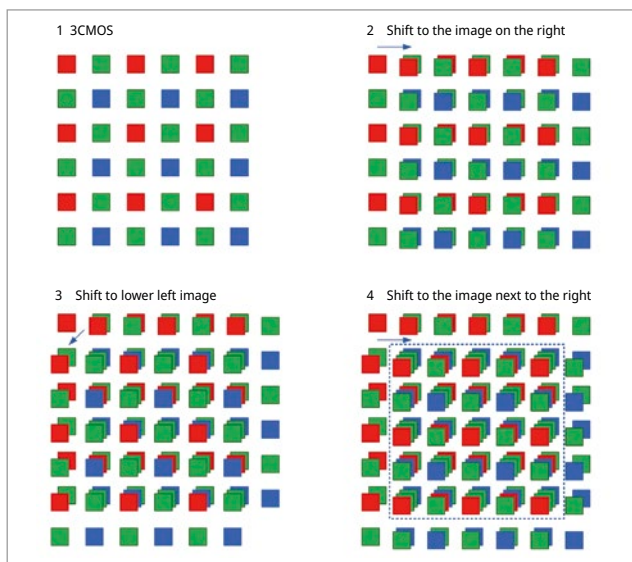 1 3CMOS
2 Shift to the image on the right
3 Shift to lower left image
4 Shift to the image next to the right